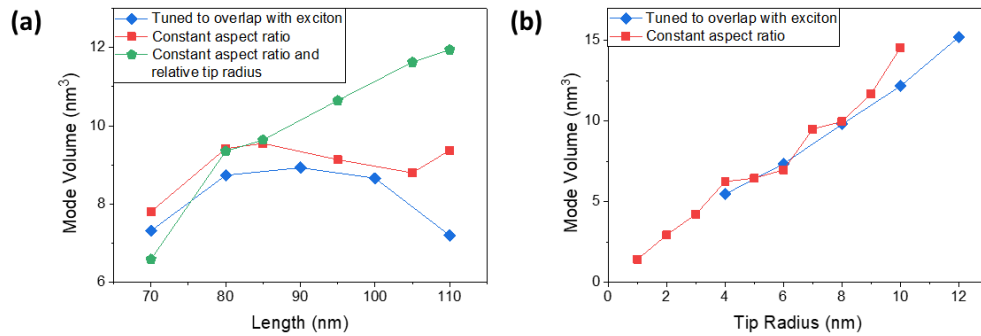 (a)
Tuned to overlap with exciton
Constant aspect ratio
Constant aspect ratio and
relative tip radius
12
10
8
6
Mode Volume (nm³)
70 80 90 100 110
Length (nm)
(b)
Tuned to overlap with exciton
Constant aspect ratio
15
10
5
0
Mode Volume (nm³)
0 2 4 6 8 10 12
Tip Radius (nm)